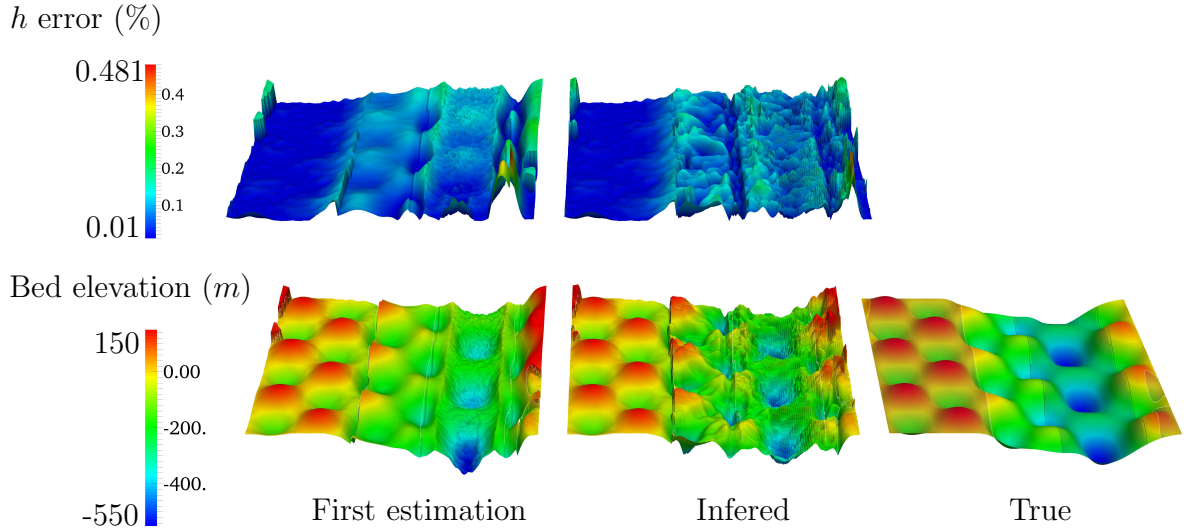 h error (%)
0.481
0.4
0.3
0.2
0.1
0.01
Bed elevation (m)
150
0.00
-200.
-400.
-550
First estimation
Infered
True